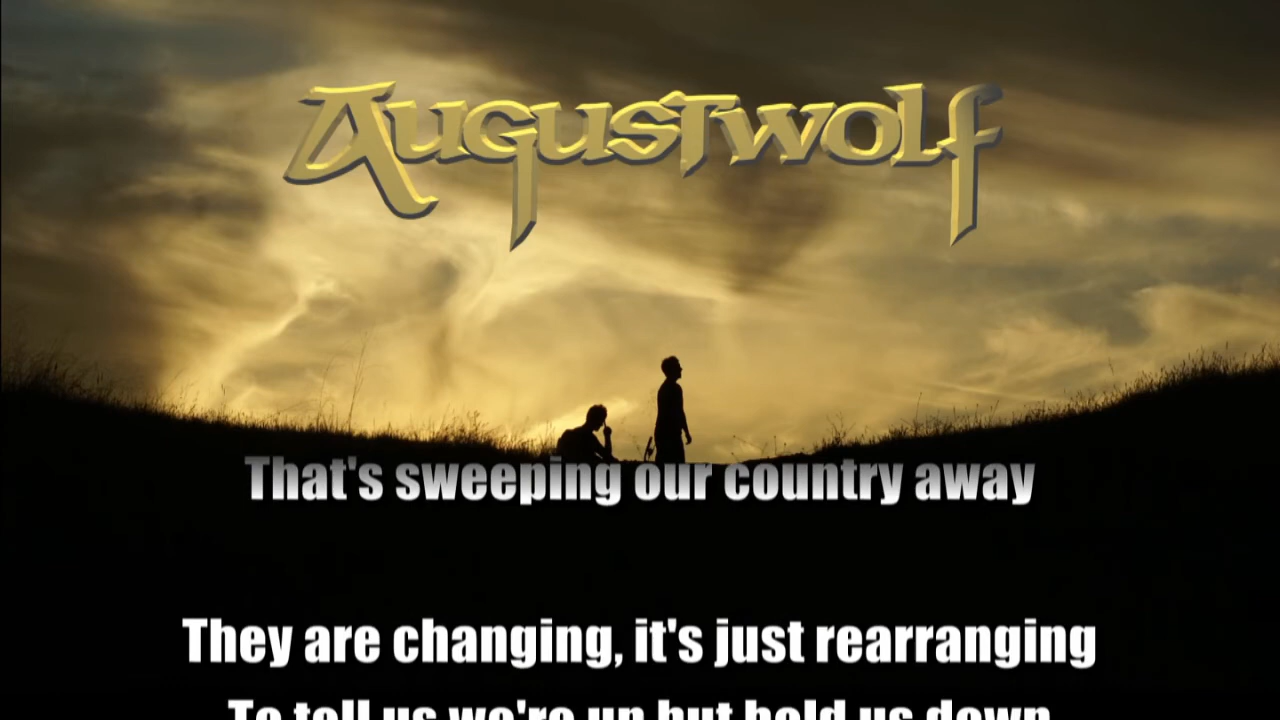 Augustwolf
That's sweeping our country away
They are changing, it's just rearranging
To tell us we're up but hold us down